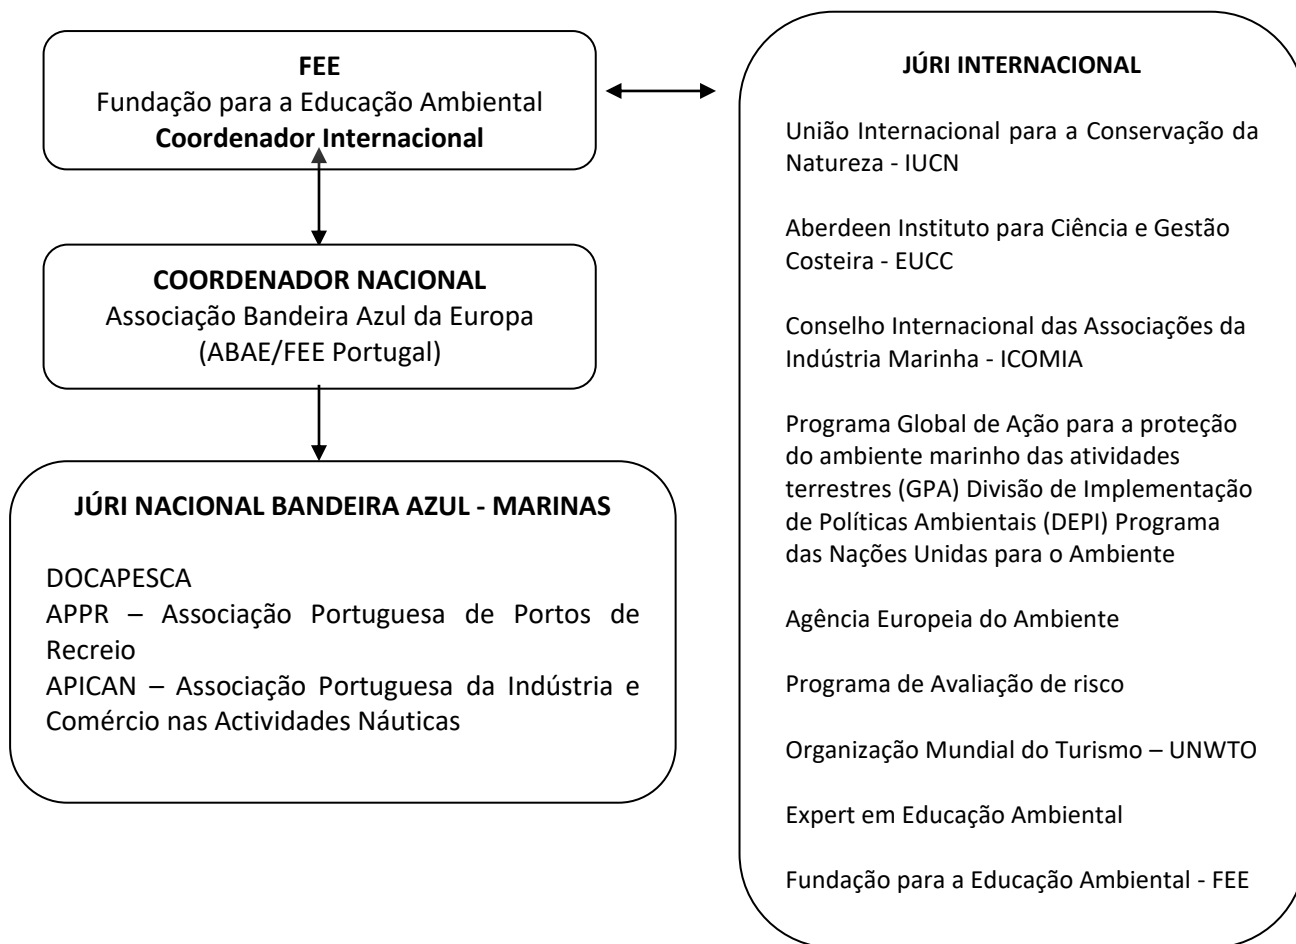 FEE
Fundação para a Educação Ambiental
Coordenador Internacional
COORDENADOR NACIONAL
Associação Bandeira Azul da Europa
(ABAE/FEE Portugal)
JÚRI NACIONAL BANDEIRA AZUL - MARINAS
DOCAPESCA
APPR – Associação Portuguesa de Portos de
Recreio
APICAN – Associação Portuguesa da Indústria e
Comércio nas Actividades Náuticas
JÚRI INTERNACIONAL
União Internacional para a Conservação da
Natureza - IUCN
Aberdeen Instituto para Ciência e Gestão
Costeira - EUCC
Conselho Internacional das Associações da
Indústria Marinha - ICOMIA
Programa Global de Ação para a proteção
do ambiente marinho das atividades
terrestres (GPA) Divisão de Implementação
de Políticas Ambientais (DEPI) Programa
das Nações Unidas para o Ambiente
Agência Europeia do Ambiente
Programa de Avaliação de risco
Organização Mundial do Turismo – UNWTO
Expert em Educação Ambiental
Fundação para a Educação Ambiental - FEE